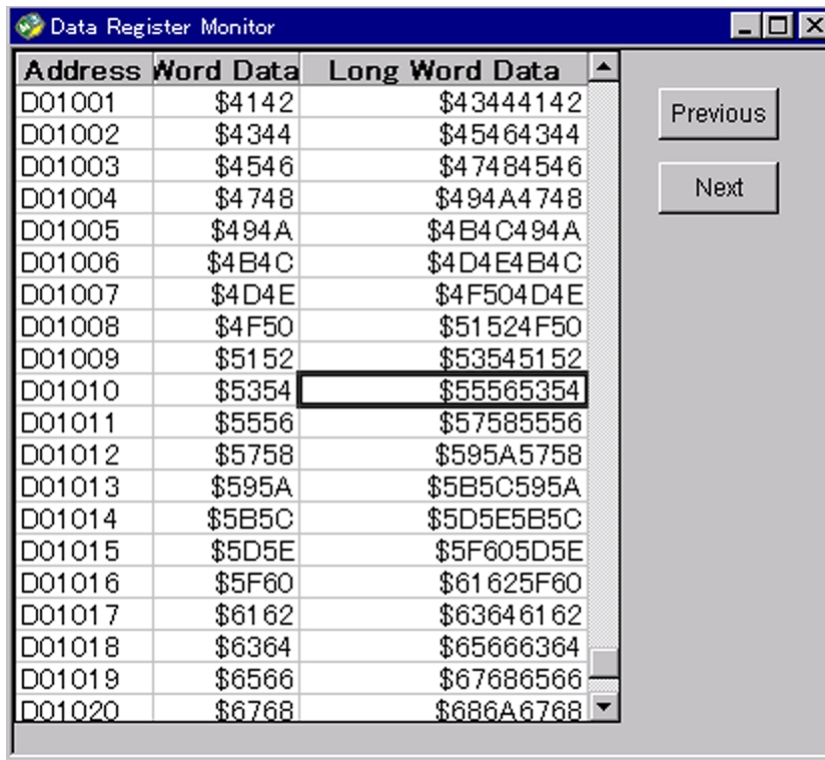 Data Register Monitor
Address Word Data Long Word Data
D01001 $4142 $43444142
D01002 $4344 $45464344
D01003 $4546 $47484546
D01004 $4748 $494A4748
D01005 $494A $4B4C494A
D01006 $4B4C $4D4E4B4C
D01007 $4D4E $4F504D4E
D01008 $4F50 $51524F50
D01009 $5152 $53545152
D01010 $5354 $55565354
D01011 $5556 $57585556
D01012 $5758 $595A5758
D01013 $595A $5B5C595A
D01014 $5B5C $5D5E5B5C
D01015 $5D5E $5F605D5E
D01016 $5F60 $61625F60
D01017 $6162 $63646162
D01018 $6364 $65666364
D01019 $6566 $67686566
D01020 $6768 $686A6768
Previous
Next